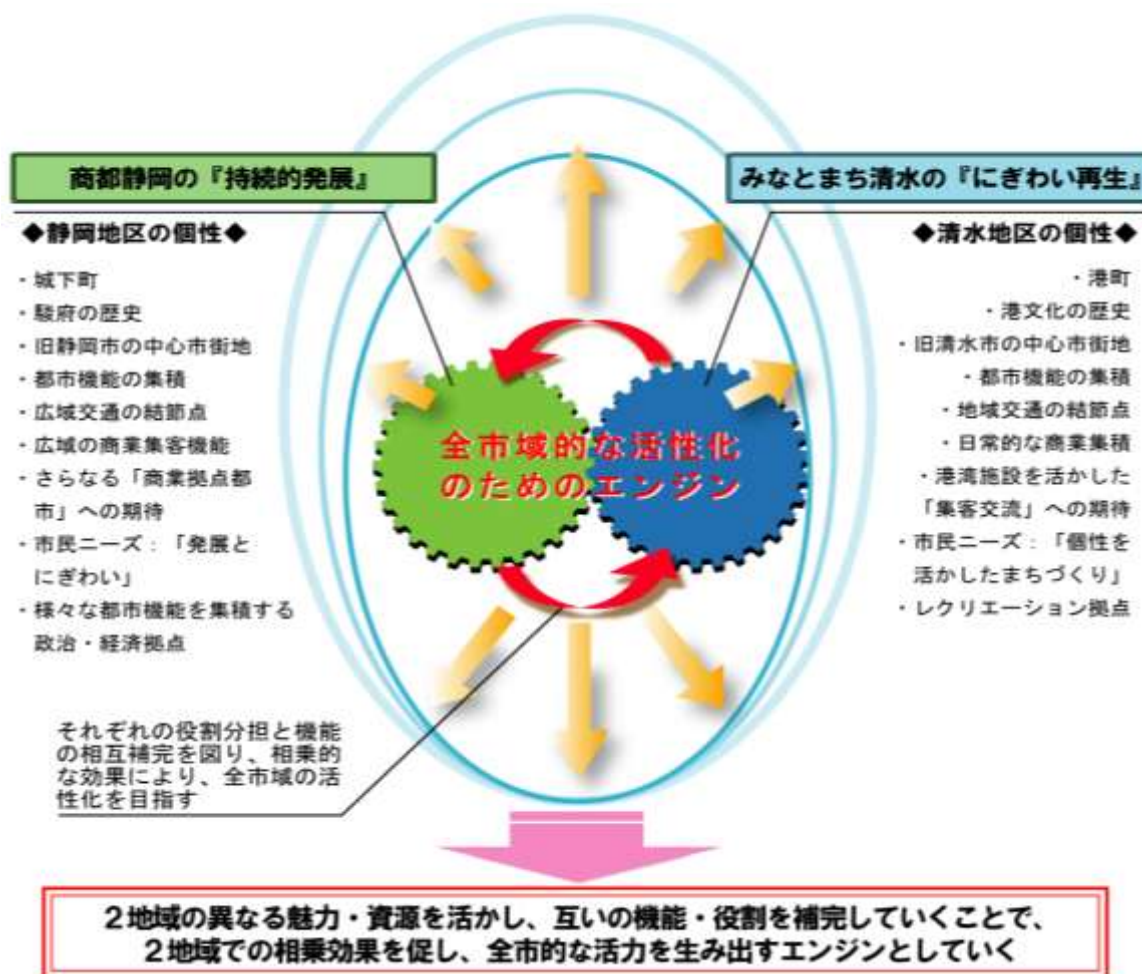 商都静岡の『持続的発展』
◆静岡地区の個性◆
・城下町
・駿府の歴史
・旧静岡市の中心市街地
・都市機能の集積
・広域交通の結節点
・広域の商業集客機能
・さらなる「商業拠点都
市」への期待
・市民ニーズ：「発展と
にぎわい」
・様々な都市機能を集積する
政治・経済拠点
みなとまち清水の『にぎわい再生』
◆清水地区の個性◆
・港町
・港文化の歴史
・旧清水市の中心市街地
・都市機能の集積
・地域交通の結節点
・日常的な商業集積
・港湾施設を活かした
「集客交流」への期待
・市民ニーズ：「個性を
活かしたまちづくり」
・レクリエーション拠点
全市域的な活性化
のためのエンジン
それぞれの役割分担と機能
の相互補完を図り、相乗的
な効果により、全市域の活
性化を目指す
２地域の異なる魅力・資源を活かし、互いの機能・役割を補完していくことで、
２地域での相乗効果を促し、全市的な活力を生み出すエンジンとしていく